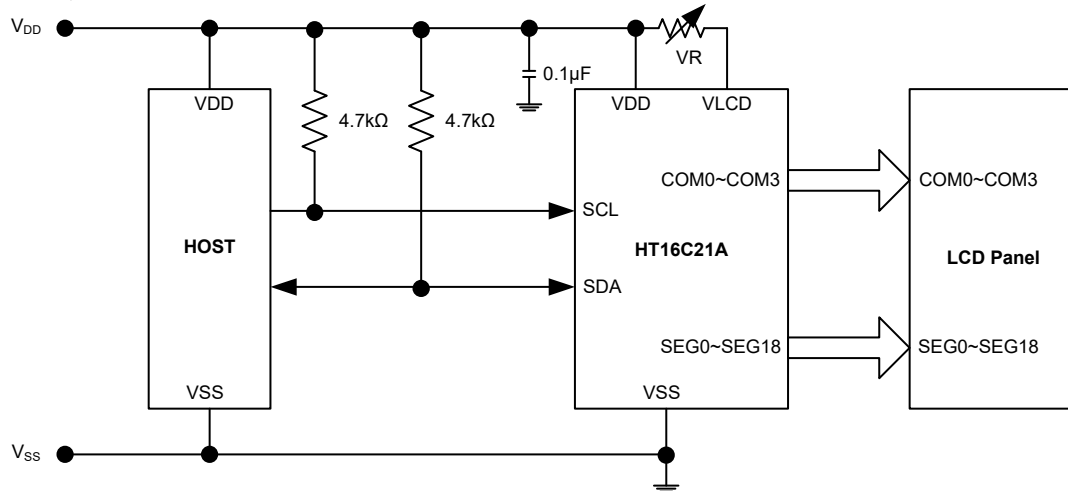 VDD
VR
0.1µF
VDD
VDD
VLCD
4.7kΩ
4.7kΩ
COM0~COM3
COM0~COM3
SCL
HOST
HT16C21A
LCD Panel
SDA
SEG0~SEG18
SEG0~SEG18
VSS
VSS
VSS